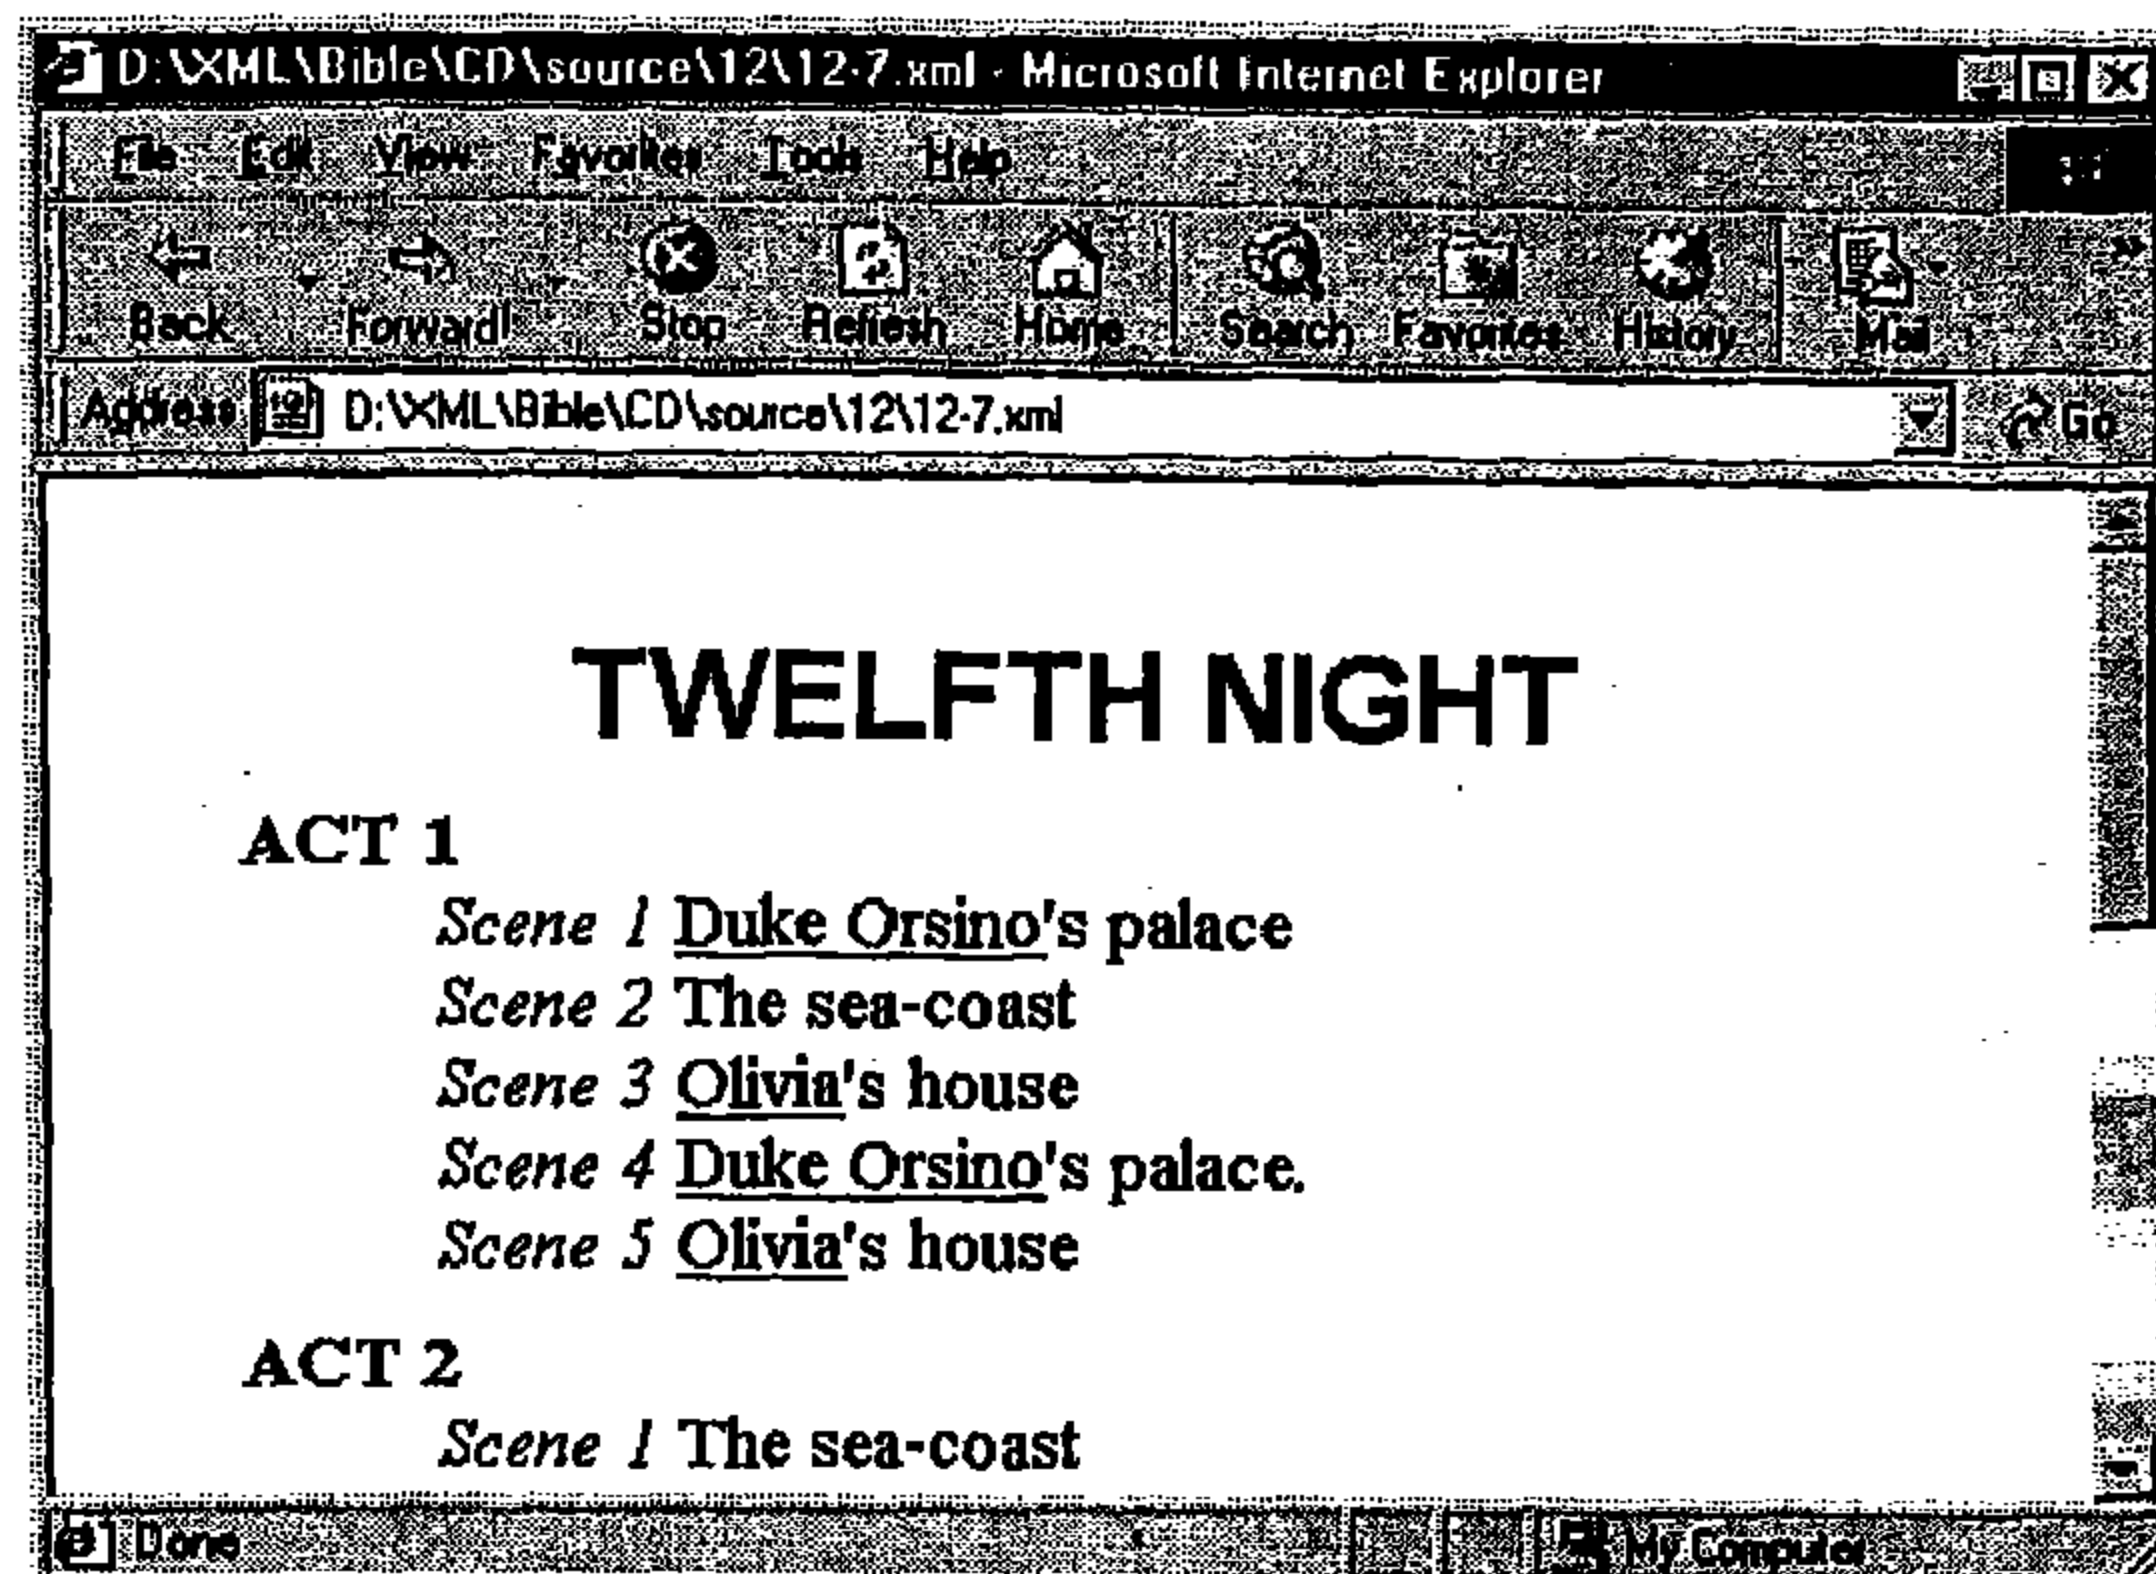 D:\XML\Bible\CD\source\12\12-7.xml - Microsoft Internet Explorer
File Edit View Favorites Tools Help
Back Forward Stop Refresh Home Search Favorites History Mail »
Address D:\XML\Bible\CD\source\12\12-7.xml Go
TWELFTH NIGHT
ACT 1
Scene 1 Duke Orsino's palace
Scene 2 The sea-coast
Scene 3 Olivia's house
Scene 4 Duke Orsino's palace.
Scene 5 Olivia's house
ACT 2
Scene 1 The sea-coast
Done My Computer